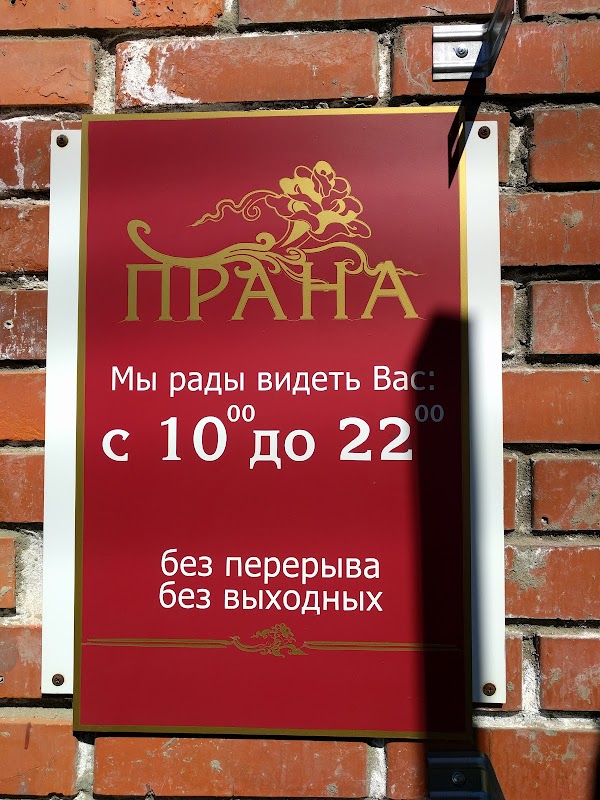 ПРАНА
Мы рады видеть Вас:
с 10⁰⁰ до 22⁰⁰
без перерыва
без выходных